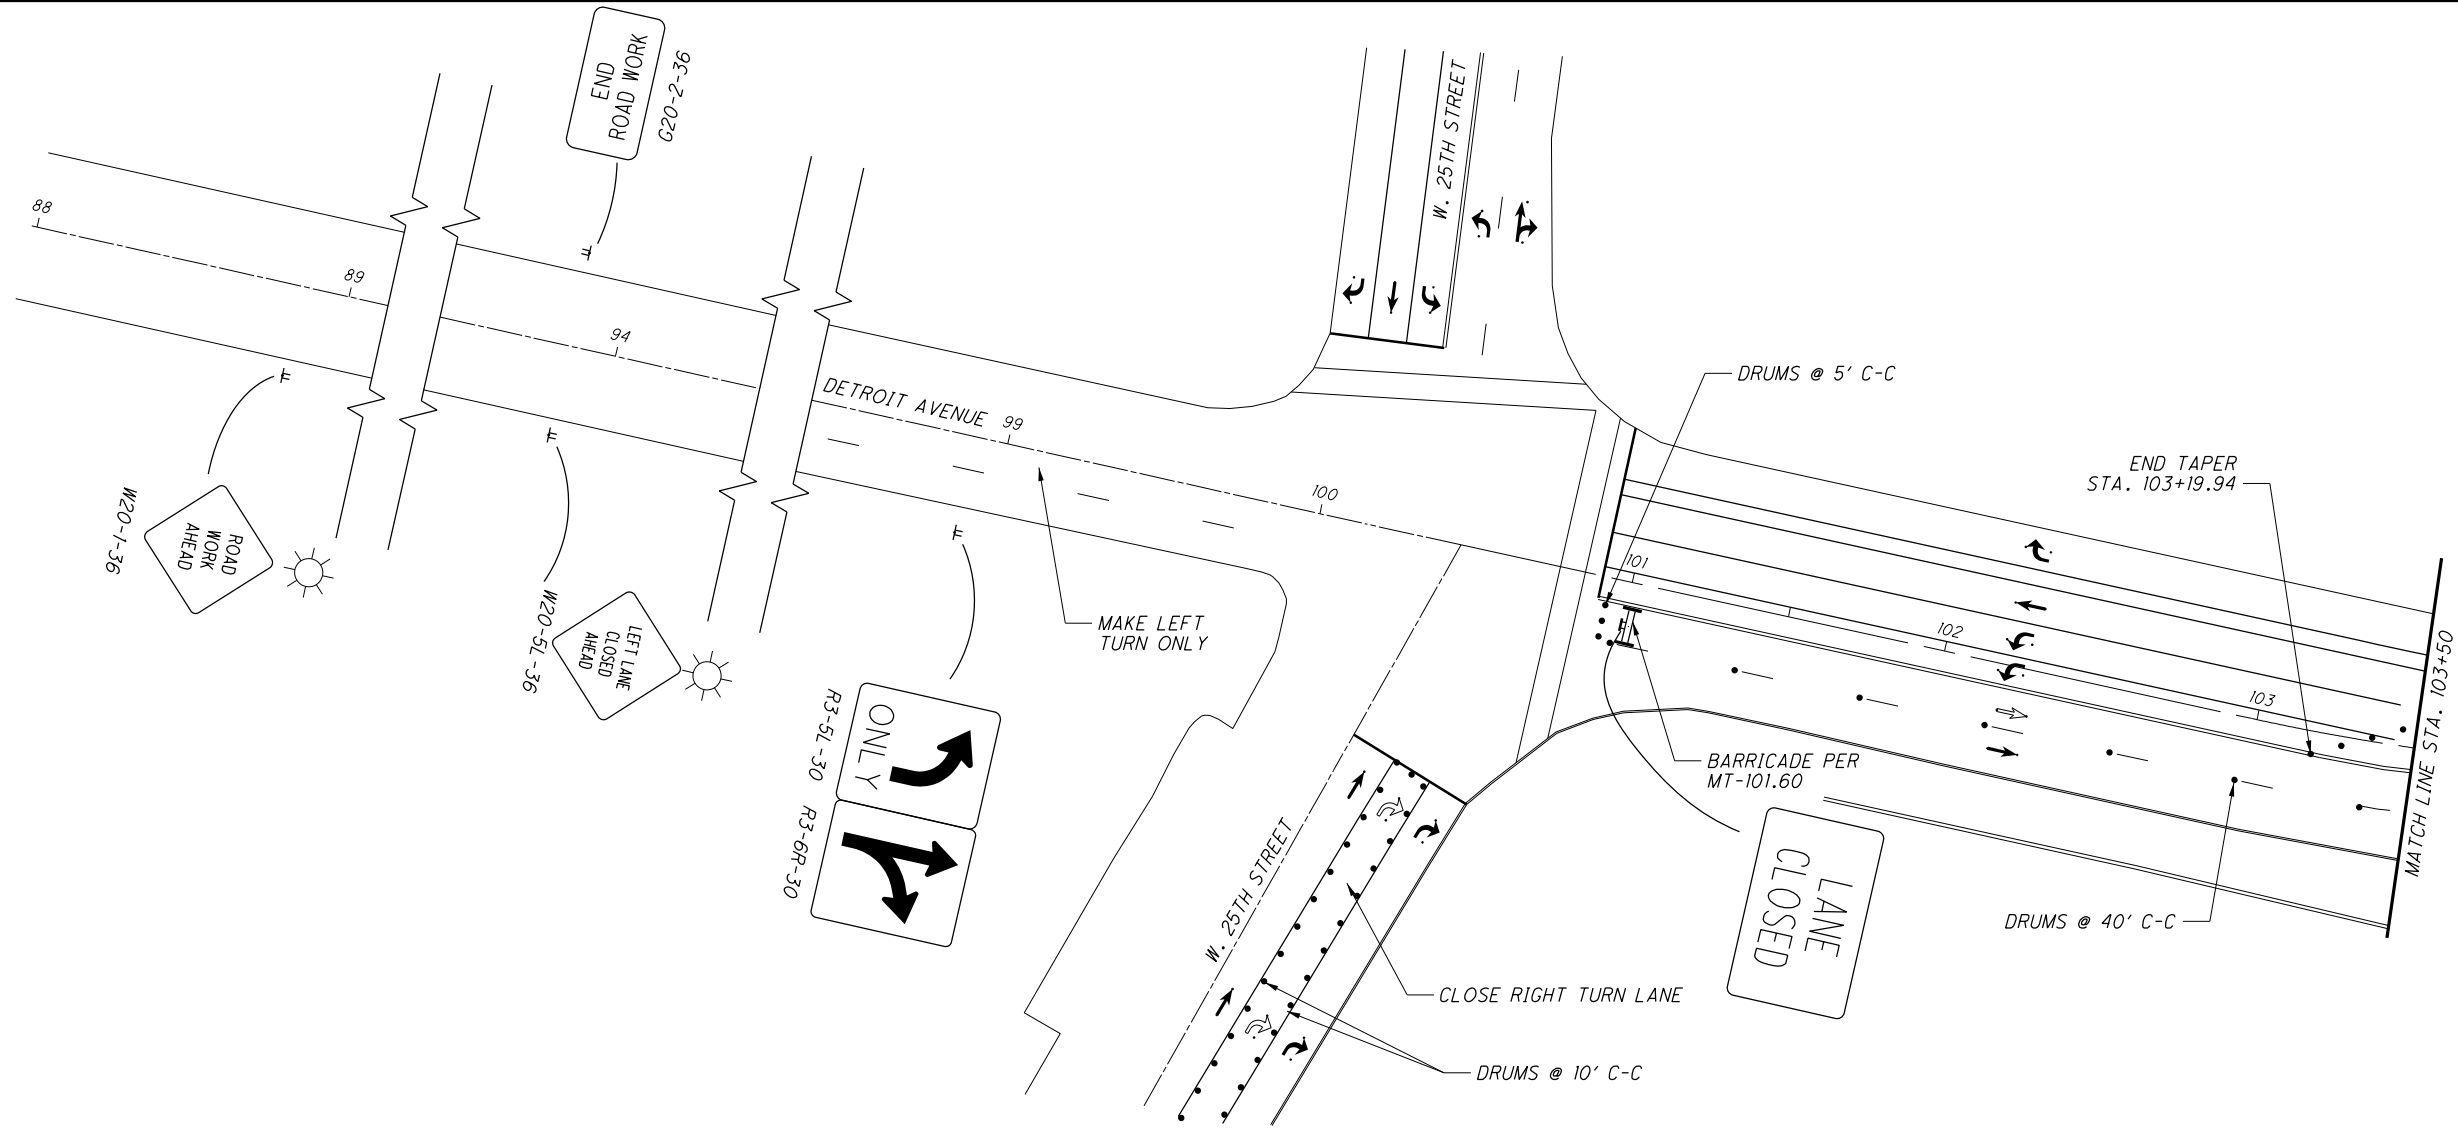 END
ROAD WORK
G20-2-36
W. 25TH STREET
88
89
94
DETROIT AVENUE
99
100
DRUMS @ 5' C-C
END TAPER
STA. 103+19.94
101
102
103
MATCH LINE STA. 103+50
W20-1-36
ROAD
WORK
AHEAD
W20-5L-36
LEFT LANE
CLOSED
AHEAD
MAKE LEFT
TURN ONLY
R3-5L-30
ONLY
R3-6R-30
BARRICADE PER
MT-101.60
LANE
CLOSED
W. 25TH STREET
DRUMS @ 40' C-C
CLOSE RIGHT TURN LANE
DRUMS @ 10' C-C